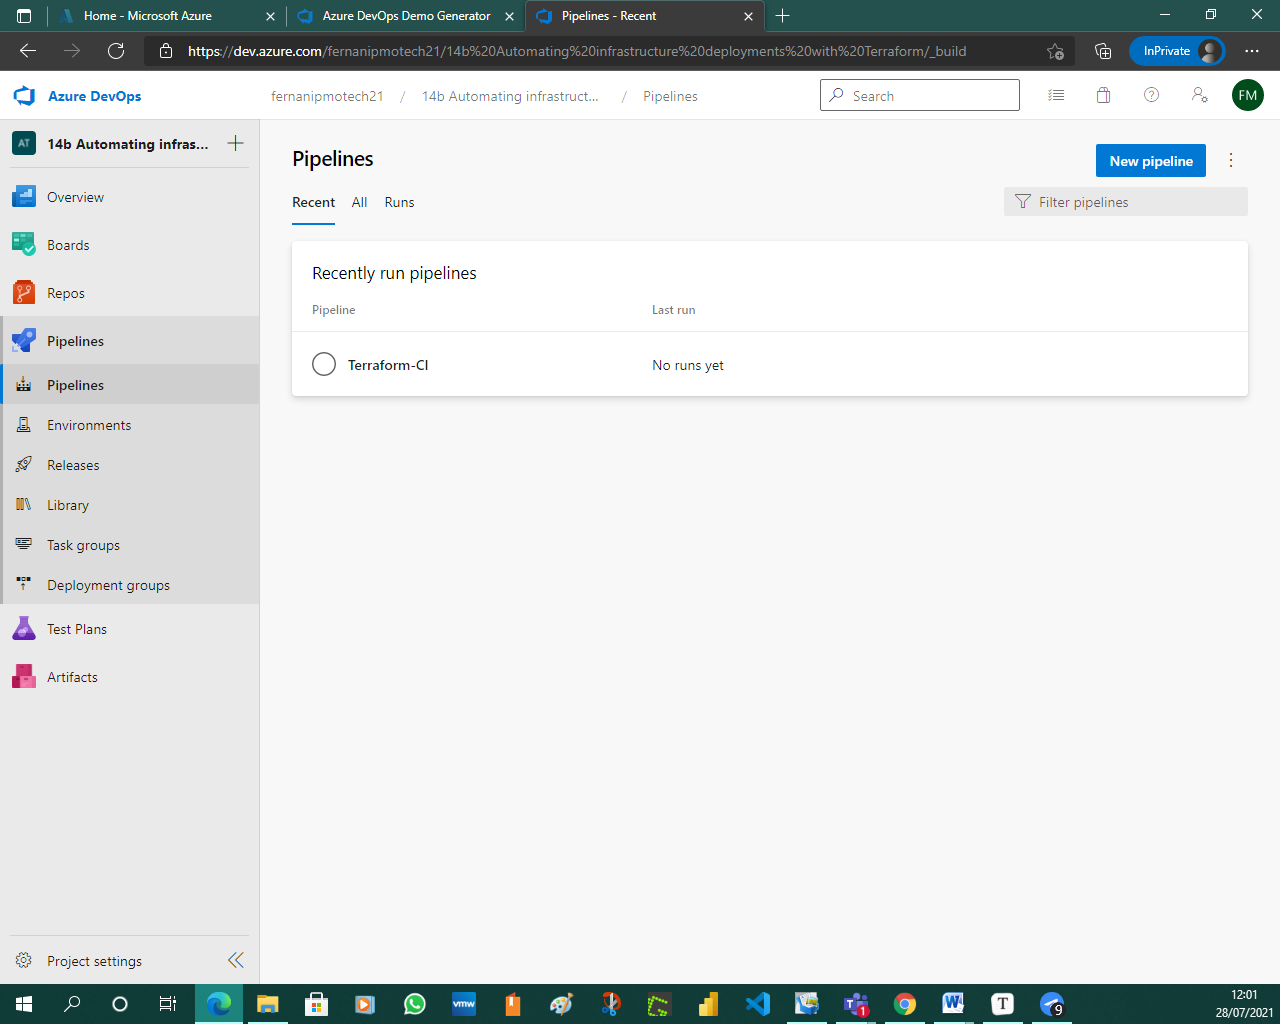 Home - Microsoft Azure
Azure DevOps Demo Generator
Pipelines - Recent
https://dev.azure.com/fernanipmotech21/14b%20Automating%20infrastructure%20deployments%20with%20Terraform/_build
InPrivate
Azure DevOps
fernanipmotech21 / 14b Automating infrastruct... / Pipelines
Search
FM
AT
14b Automating infras...
Overview
Boards
Repos
Pipelines
Pipelines
Environments
Releases
Library
Task groups
Deployment groups
Test Plans
Artifacts
Project settings
Pipelines
New pipeline
Recent All Runs
Filter pipelines
Recently run pipelines
Pipeline Last run
Terraform-CI No runs yet
vmw
1
W
T
9
12:01
28/07/2021